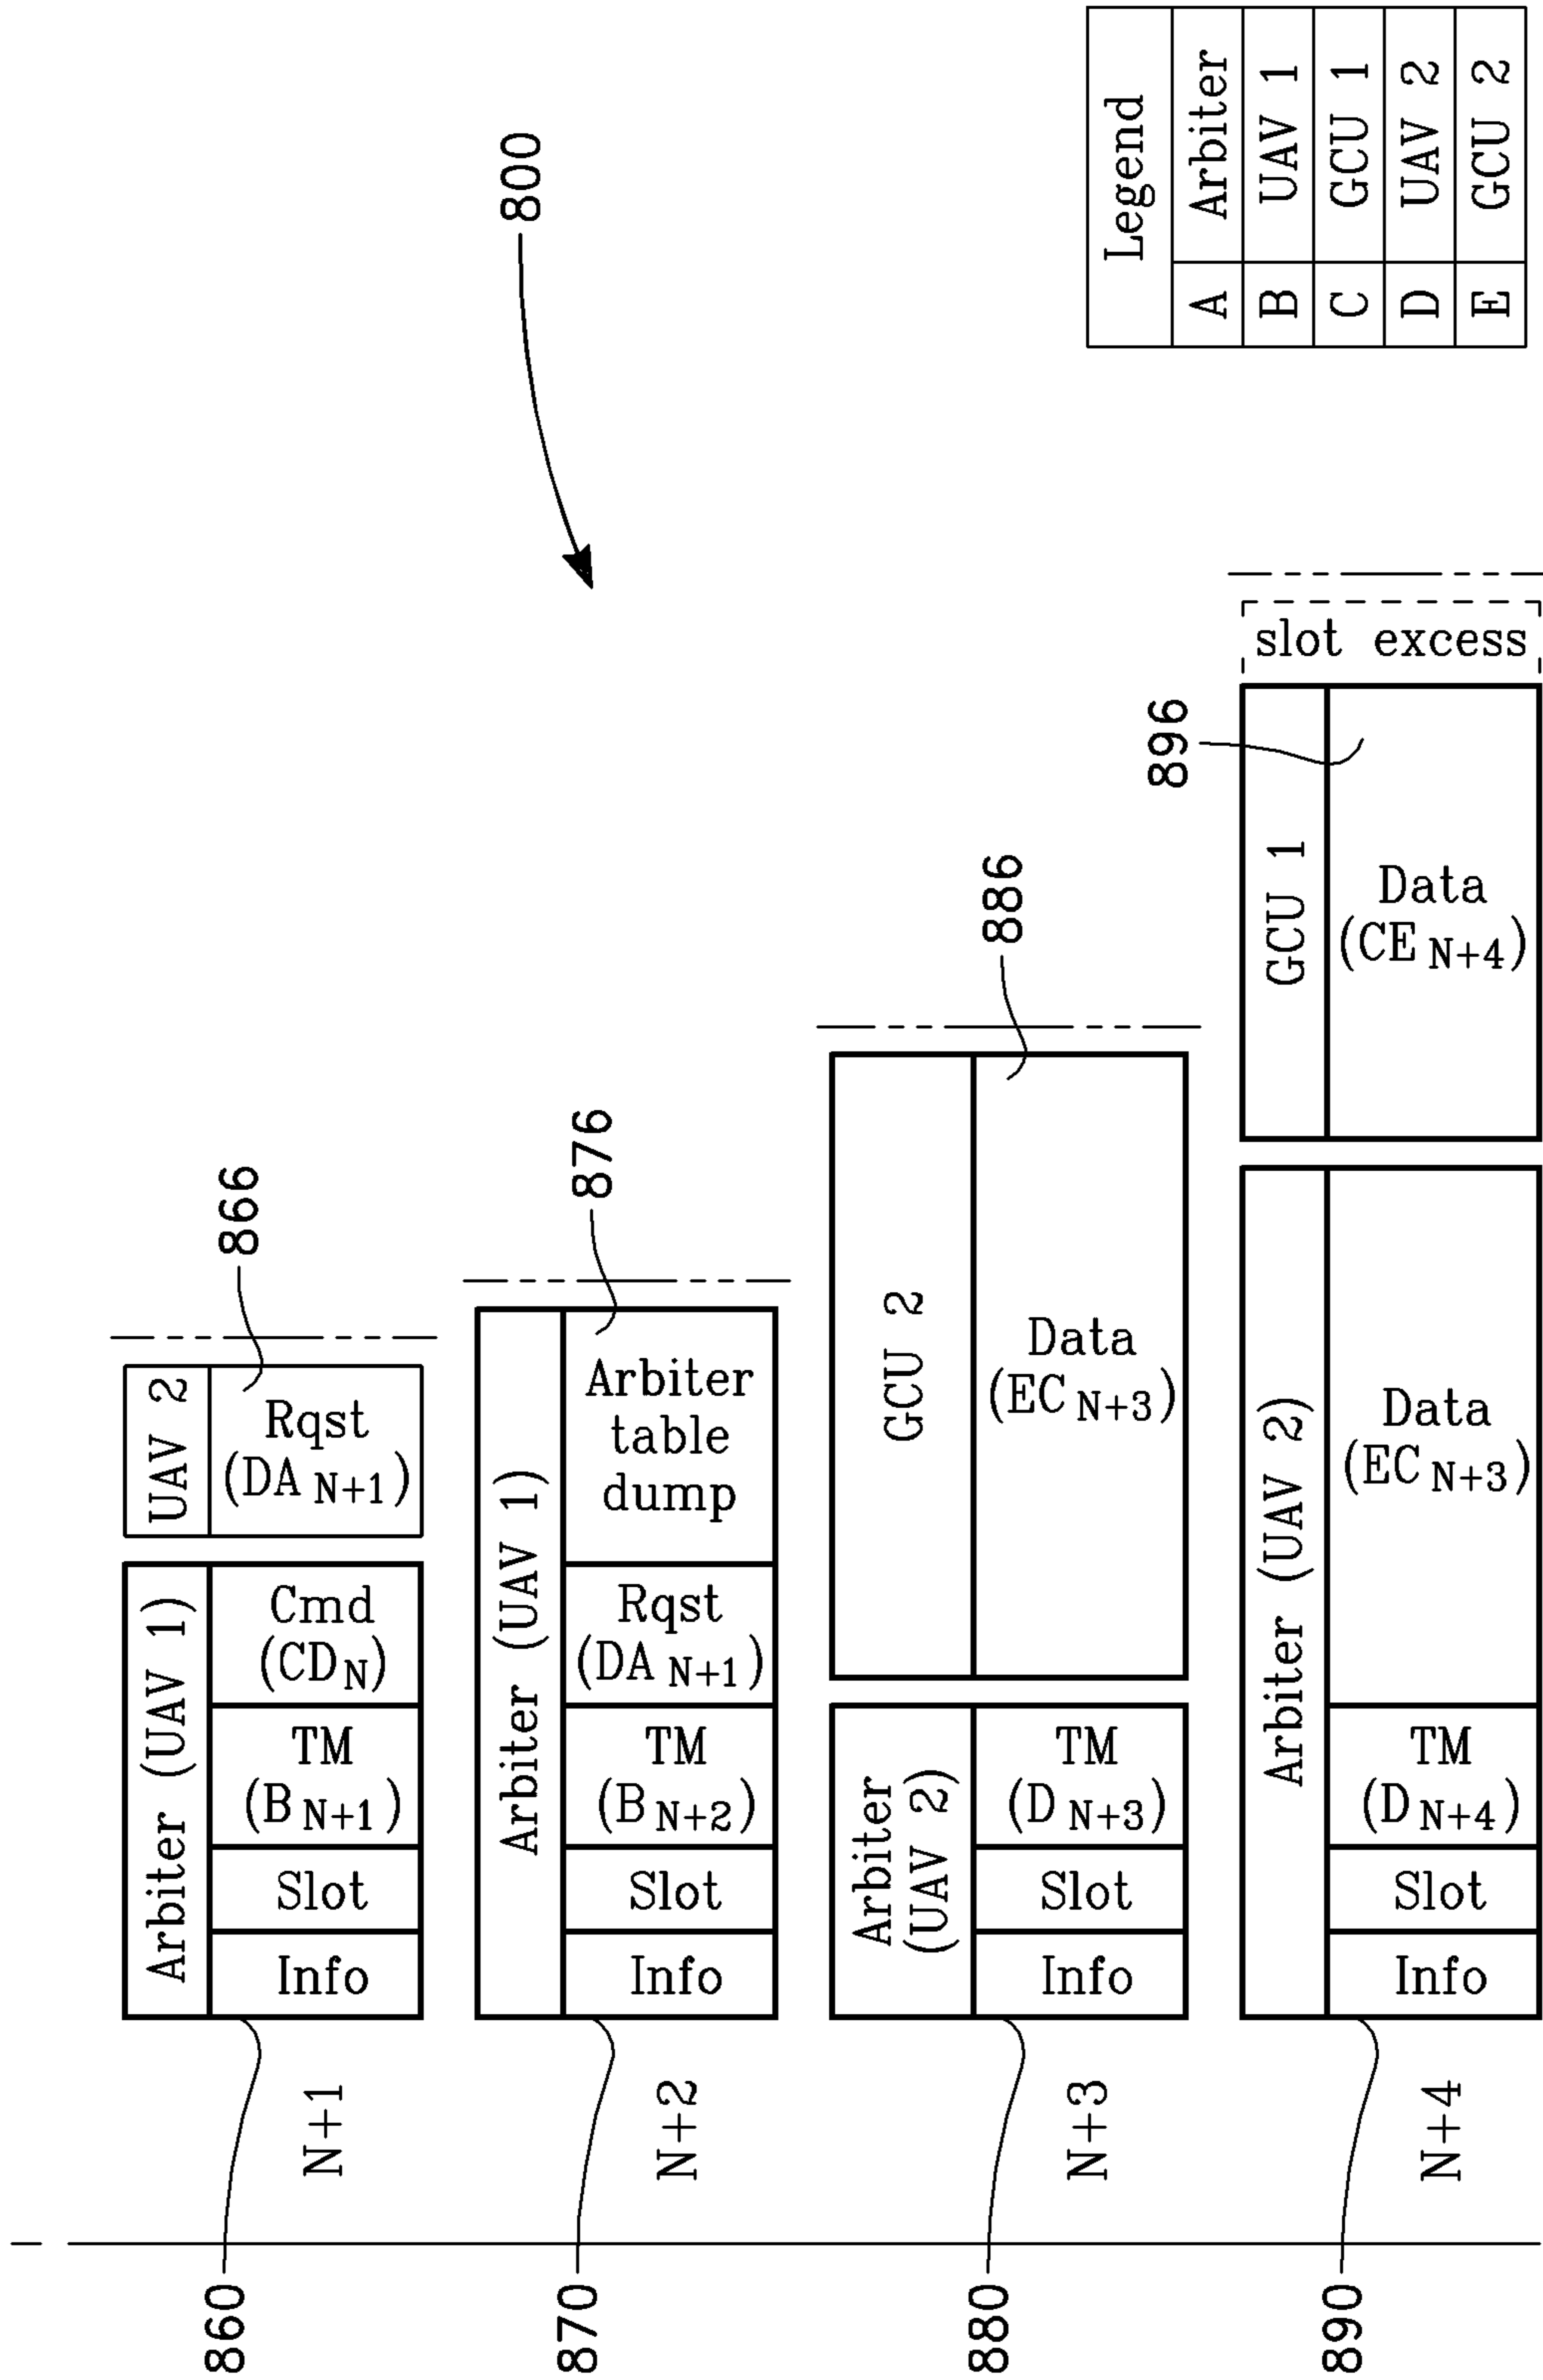 800
860
N+1
Arbiter (UAV 1)
Info
Slot
TM
(B N+1)
Cmd
(CD N)
UAV 2
Rqst
(DA N+1)
866
870
N+2
Arbiter (UAV 1)
Info
Slot
TM
(B N+2)
Rqst
(DA N+1)
Arbiter
table
dump
876
880
N+3
Arbiter
(UAV 2)
Info
Slot
TM
(D N+3)
GCU 2
Data
(EC N+3)
886
890
N+4
Arbiter (UAV 2)
Info
Slot
TM
(D N+4)
Data
(EC N+3)
GCU 1
Data
(CE N+4)
896
slot excess
Legend
A Arbiter
B UAV 1
C GCU 1
D UAV 2
E GCU 2